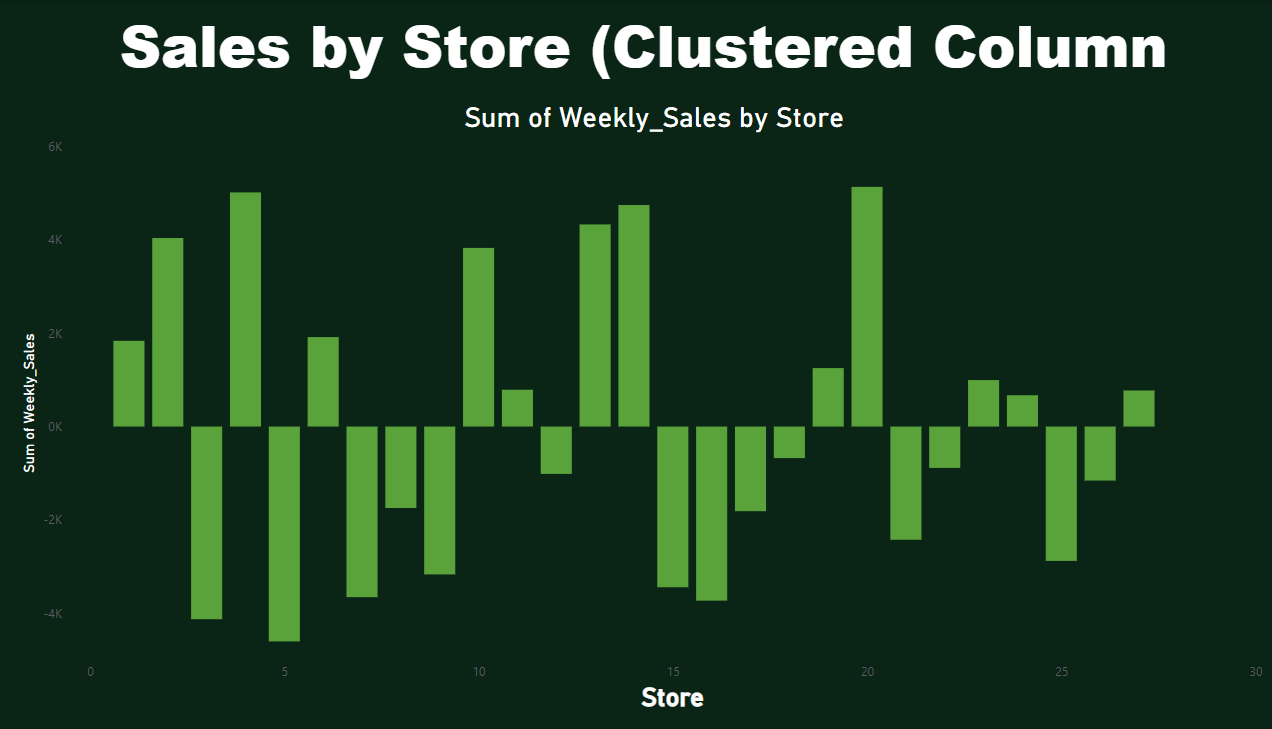 Sales by Store (Clustered Column
Sum of Weekly_Sales by Store
6K
4K
2K
0K
-2K
-4K
Sum of Weekly_Sales
0 5 10 15 20 25 30
Store